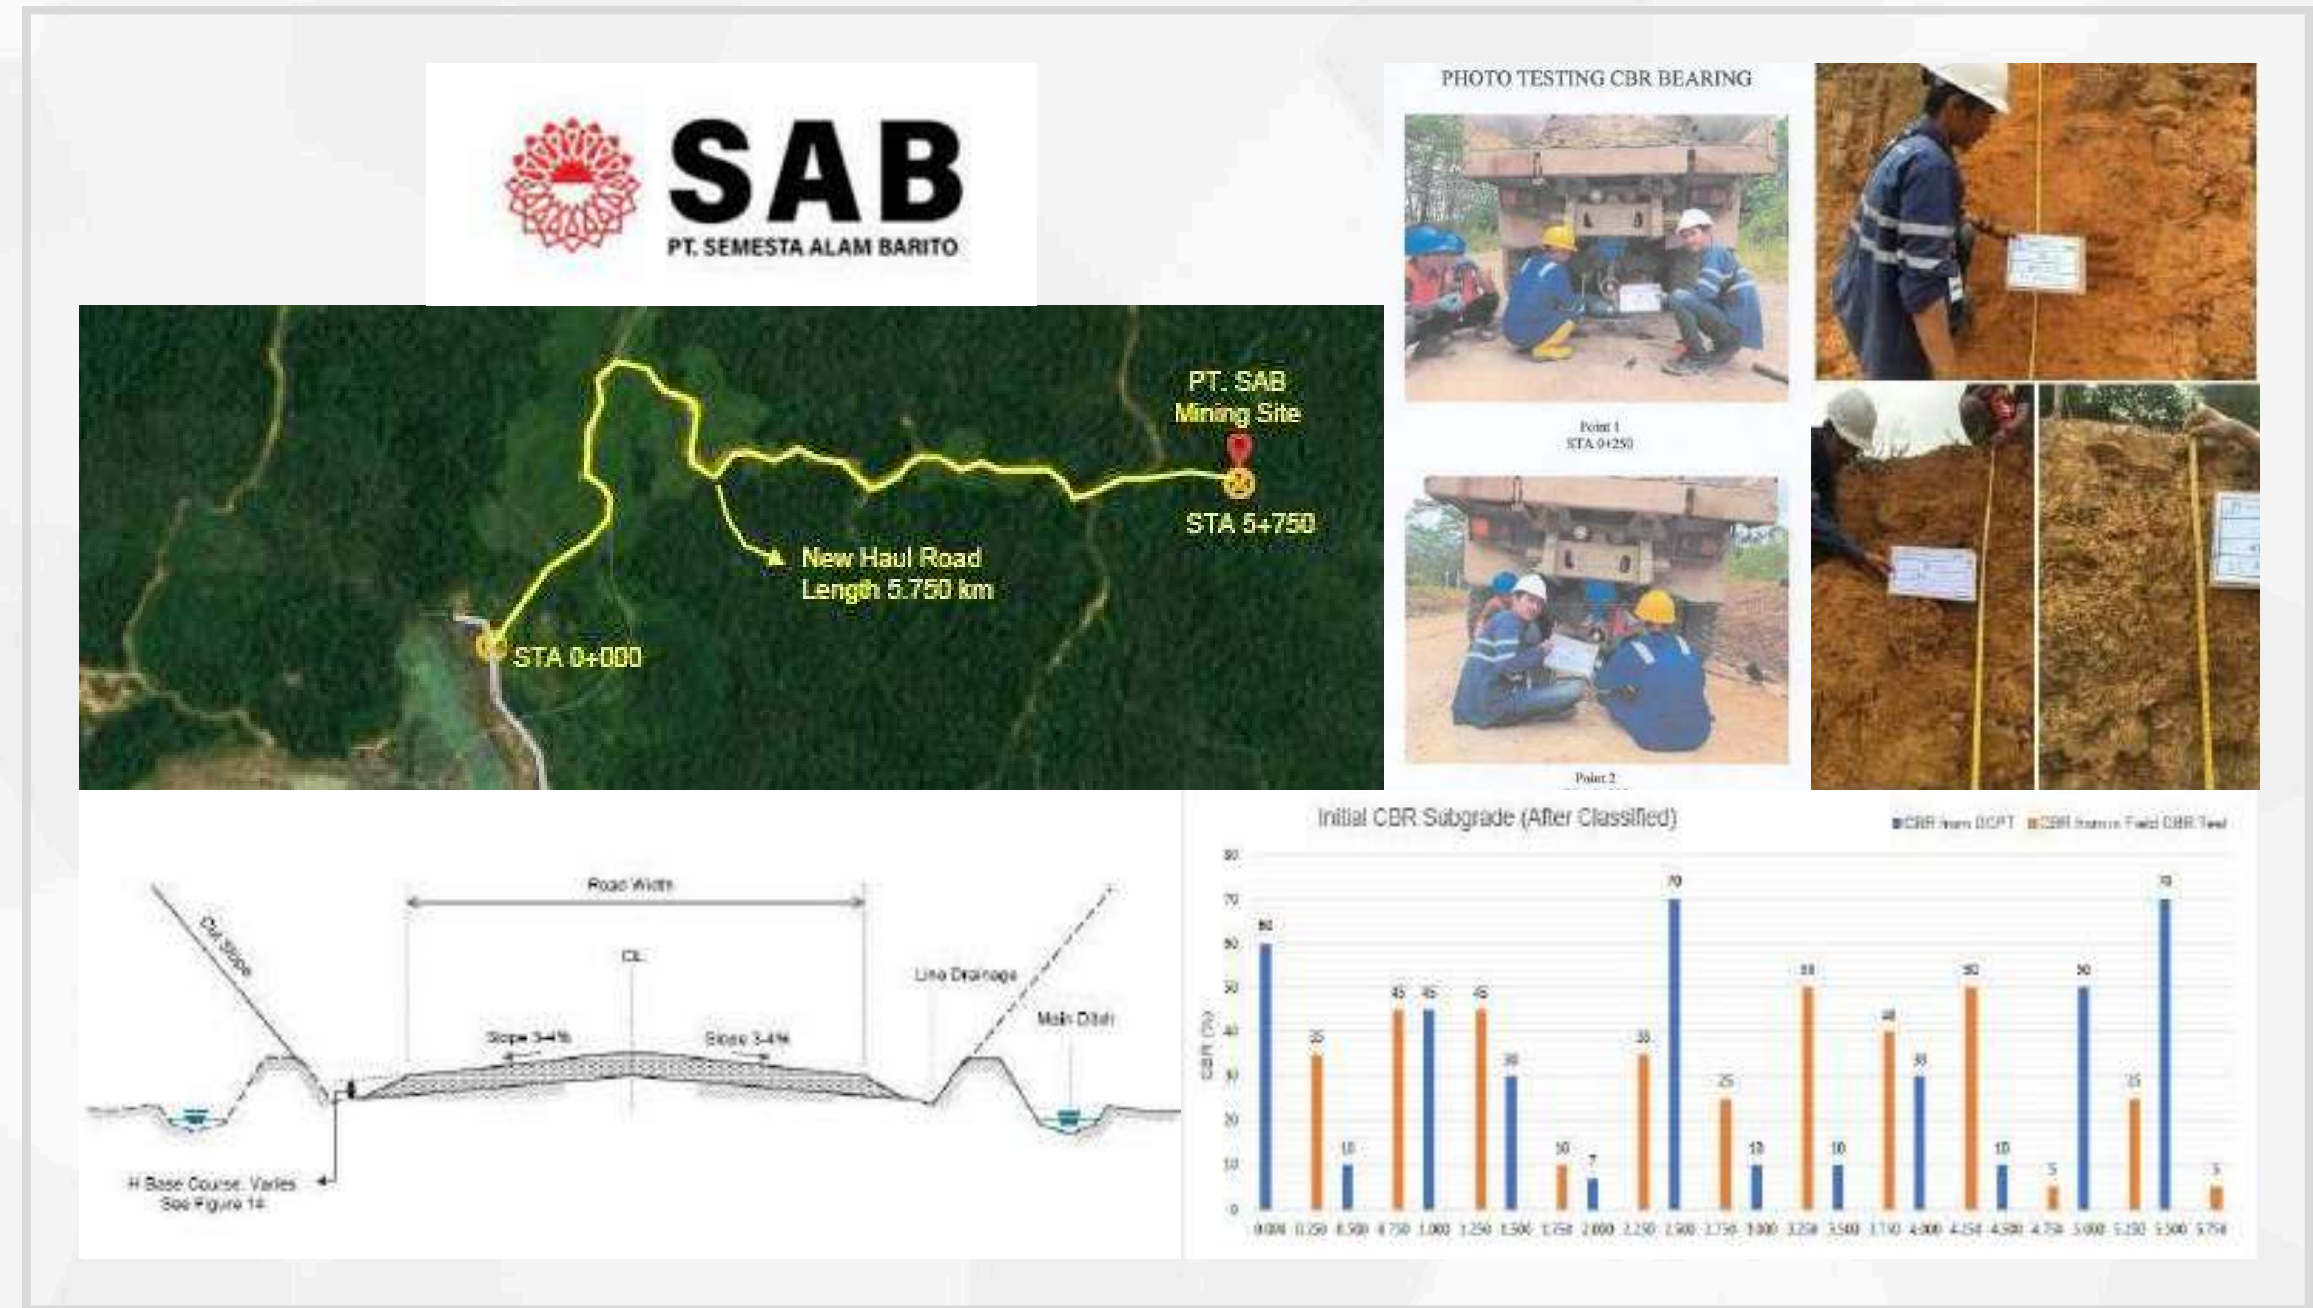 SAB
PT. SEMESTA ALAM BARITO
PT. SAB
Mining Site
STA 5+750
New Haul Road
Length 5.750 km
STA 0+000
PHOTO TESTING CBR BEARING
Point 1
STA 0+250
Point 2
Road Width
Cut Slope
CL
Line Drainage
Main Ditch
Slope 3-4%
Slope 3-4%
H Base Course, Varies
See Figure 14
Initial CBR Subgrade (After Classified)
CBR from DCPT
CBR from Field CBR Test
CBR (%)
80
70
60
50
40
30
20
10
0
60
10
45
45
45
30
10
7
70
25
10
10
30
10
5
70
5
0.000 0.250 0.500 0.750 1.000 1.250 1.500 1.750 2.000 2.250 2.500 2.750 3.000 3.250 3.500 3.750 4.000 4.250 4.500 4.750 5.000 5.250 5.500 5.750